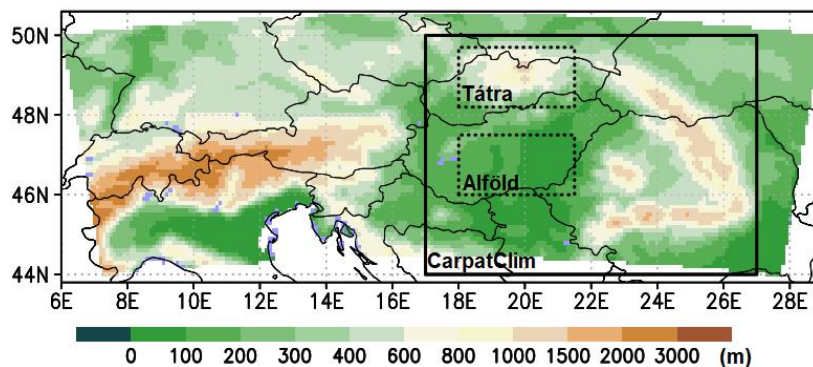 50N
48N
46N
44N
Tátra
Alföld
CarpatClim
6E 8E 10E 12E 14E 16E 18E 20E 22E 24E 26E 28E
0 100 200 300 400 600 800 1000 1500 2000 3000 (m)